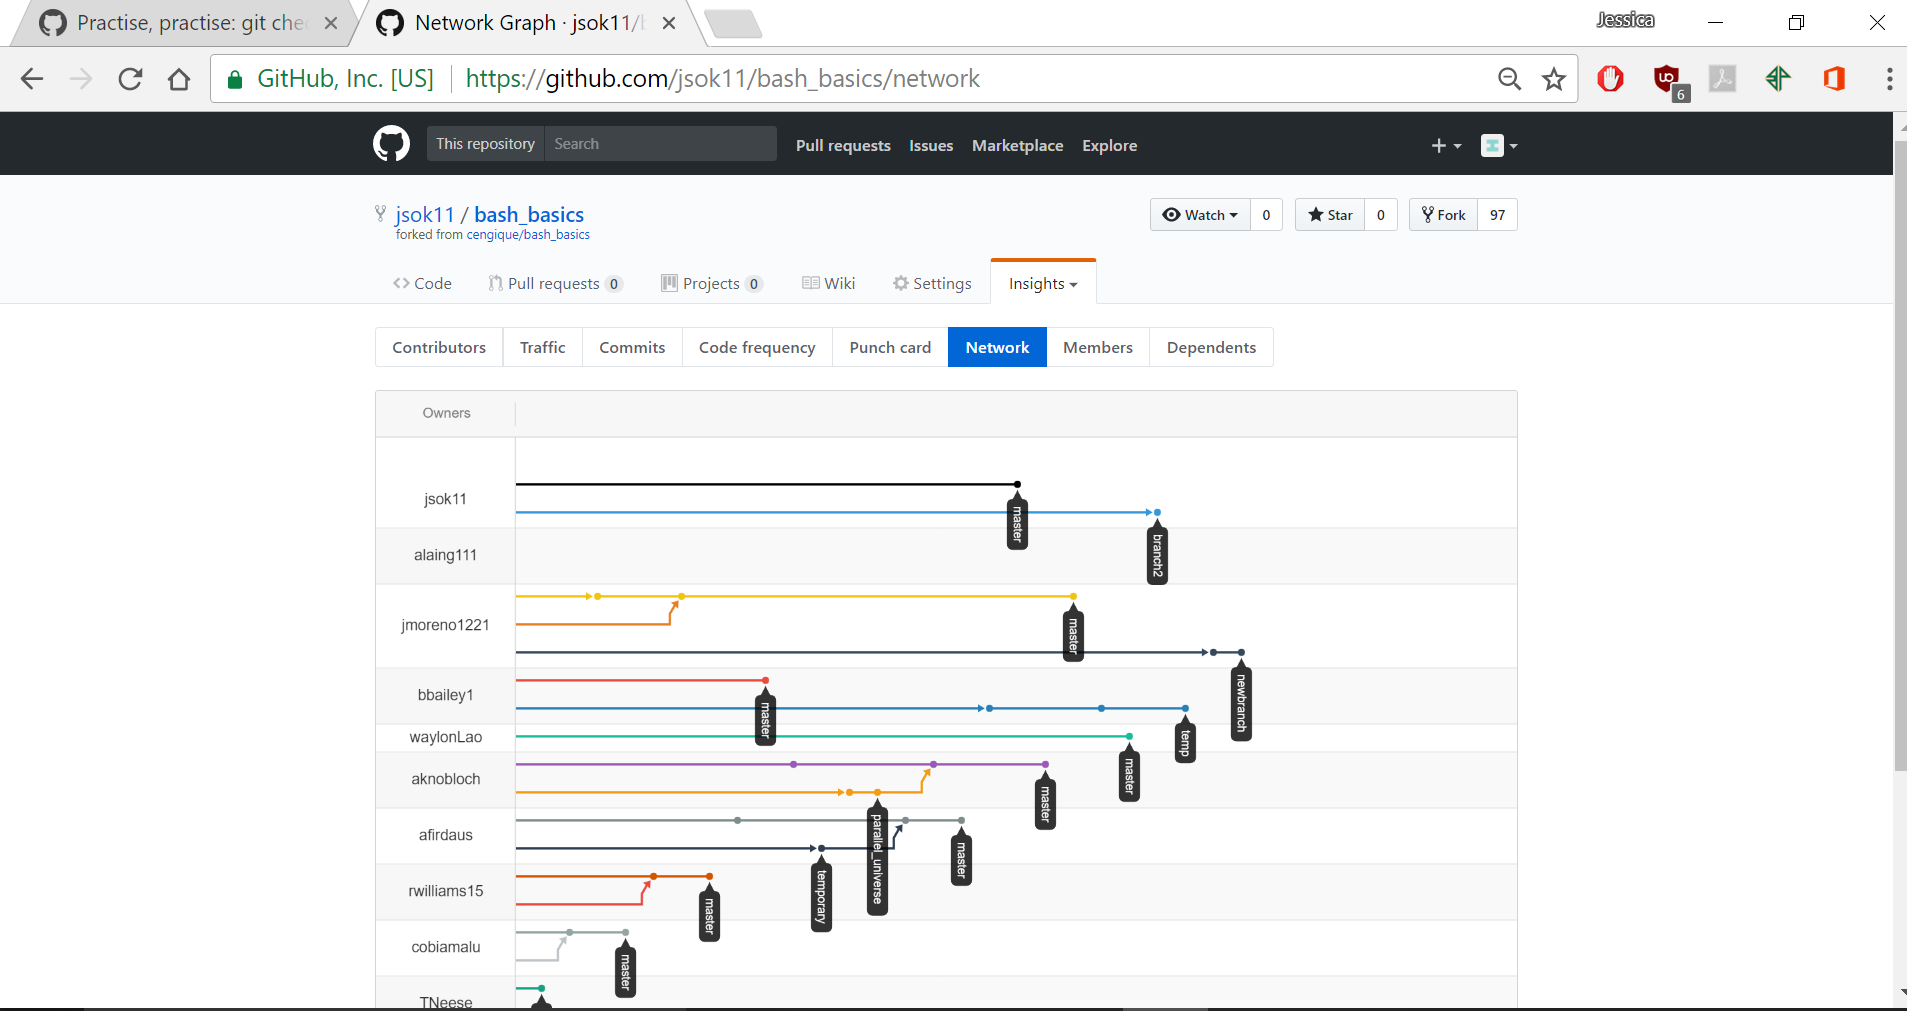 Practise, practise: git che
Network Graph · jsok11/b
Jessica
GitHub, Inc. [US]
https://github.com/jsok11/bash_basics/network
6
This repository
Search
Pull requests
Issues
Marketplace
Explore
jsok11 / bash_basics
forked from cengique/bash_basics
Watch 0
Star 0
Fork 97
Code
Pull requests 0
Projects 0
Wiki
Settings
Insights
Contributors
Traffic
Commits
Code frequency
Punch card
Network
Members
Dependents
Owners
jsok11
master
branch2
alaing111
jmoreno1221
master
newbranch
bbailey1
master
temp
waylonLao
master
aknobloch
master
parallel_universe
afirdaus
master
temporary
rwilliams15
master
cobiamalu
master
TNeese